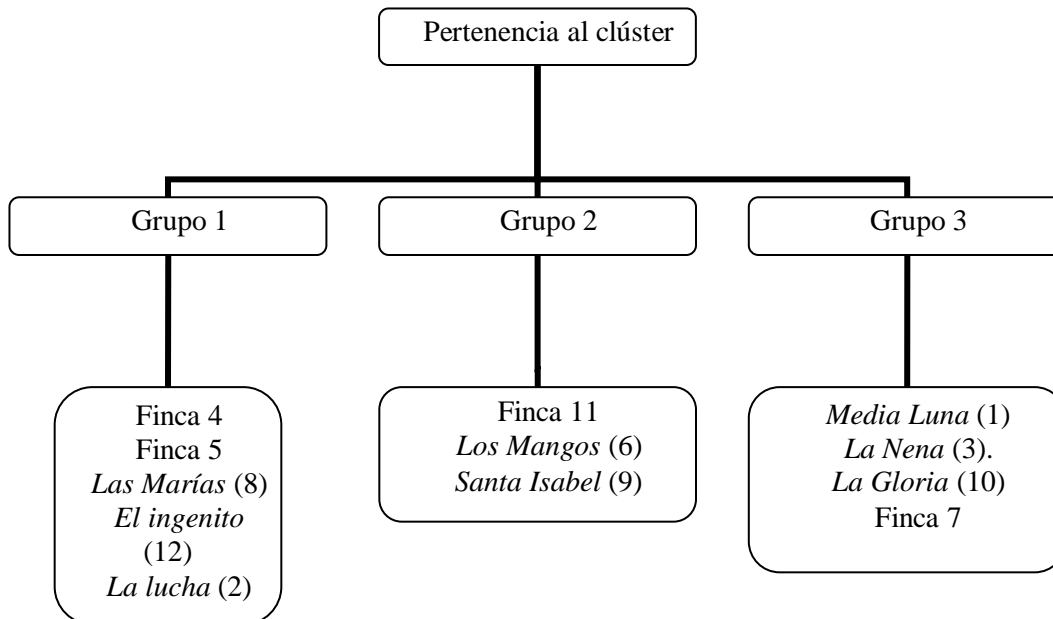 Pertenencia al clúster
Grupo 1
Grupo 2
Grupo 3
Finca 4
Finca 5
Las Marías (8)
El ingenito
(12)
La lucha (2)
Finca 11
Los Mangos (6)
Santa Isabel (9)
Media Luna (1)
La Nena (3).
La Gloria (10)
Finca 7